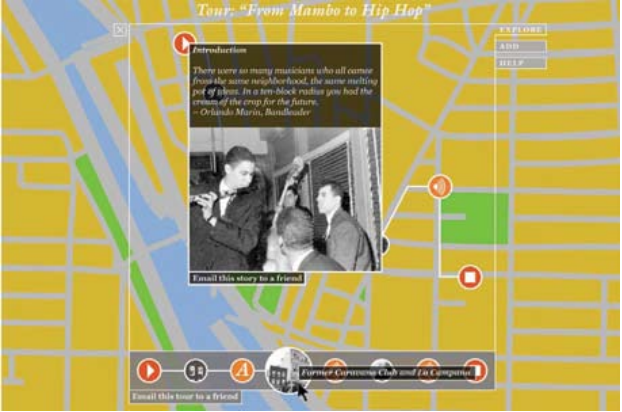 Tour: "From Mambo to Hip Hop"
EXPLORE
ADD
HELP
Introduction
There were so many musicians who all came
from the same neighborhood, the same melting
pot of ideas. In a ten-block radius you had the
cream of the crop for the future.
– Orlando Marin, Bandleader
Email this story to a friend
A
Former Caravana Club and La Campana
Email this tour to a friend